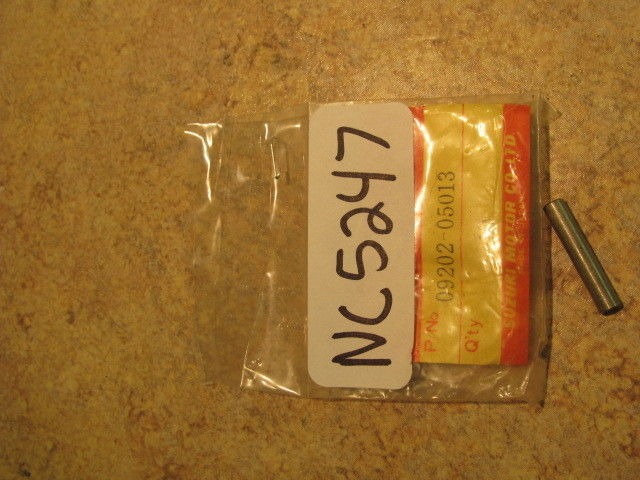 NC5247
P/No. 09202-05013
Q'ty
SUZUKI MOTOR CO.,LTD.